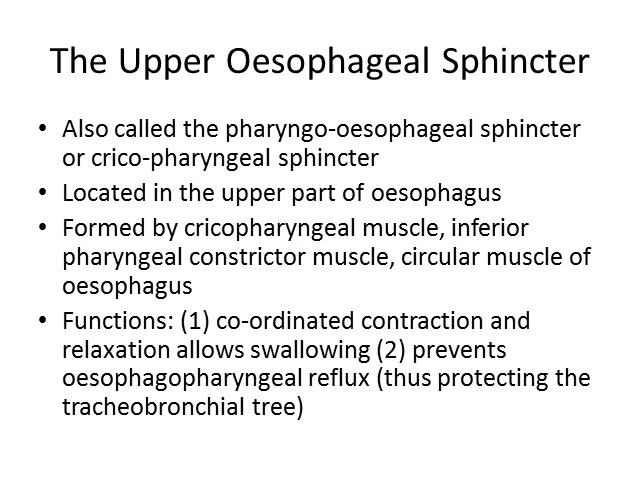 The Upper Oesophageal Sphincter
• Also called the pharyngo-oesophageal sphincter
or crico-pharyngeal sphincter
• Located in the upper part of oesophagus
• Formed by cricopharyngeal muscle, inferior
pharyngeal constrictor muscle, circular muscle of
oesophagus
• Functions: (1) co-ordinated contraction and
relaxation allows swallowing (2) prevents
oesophagopharyngeal reflux (thus protecting the
tracheobronchial tree)